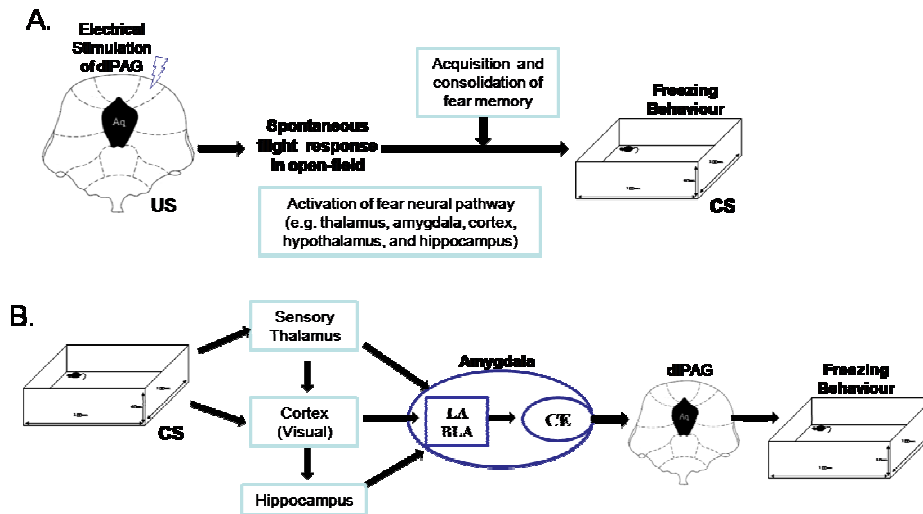 A.
Electrical
Stimulation
of dlPAG
Aq
US
Spontaneous
flight response
in open-field
Acquisition and
consolidation of
fear memory
Activation of fear neural pathway
(e.g. thalamus, amygdala, cortex,
hypothalamus, and hippocampus)
Freezing
Behaviour
CS
B.
CS
Sensory
Thalamus
Cortex
(Visual)
Hippocampus
Amygdala
LA
BLA
CE
dlPAG
Aq
Freezing
Behaviour